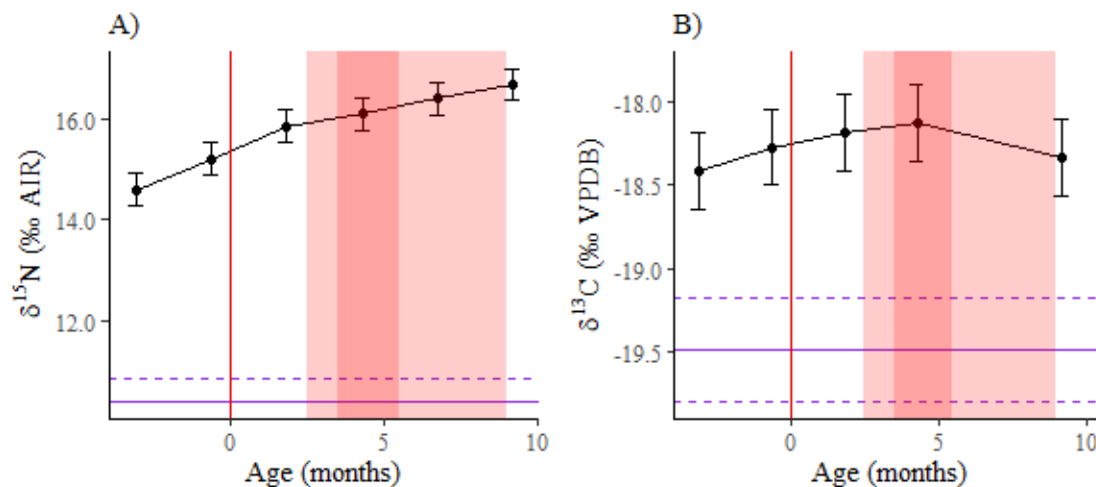 A)
16.0
14.0
12.0
δ¹⁵N (‰ AIR)
0 5 10
Age (months)
B)
-18.0
-18.5
-19.0
-19.5
δ¹³C (‰ VPDB)
0 5 10
Age (months)